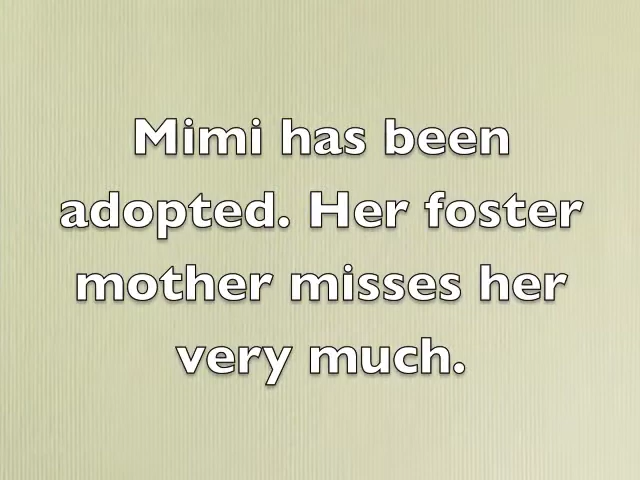 Mimi has been
adopted. Her foster
mother misses her
very much.